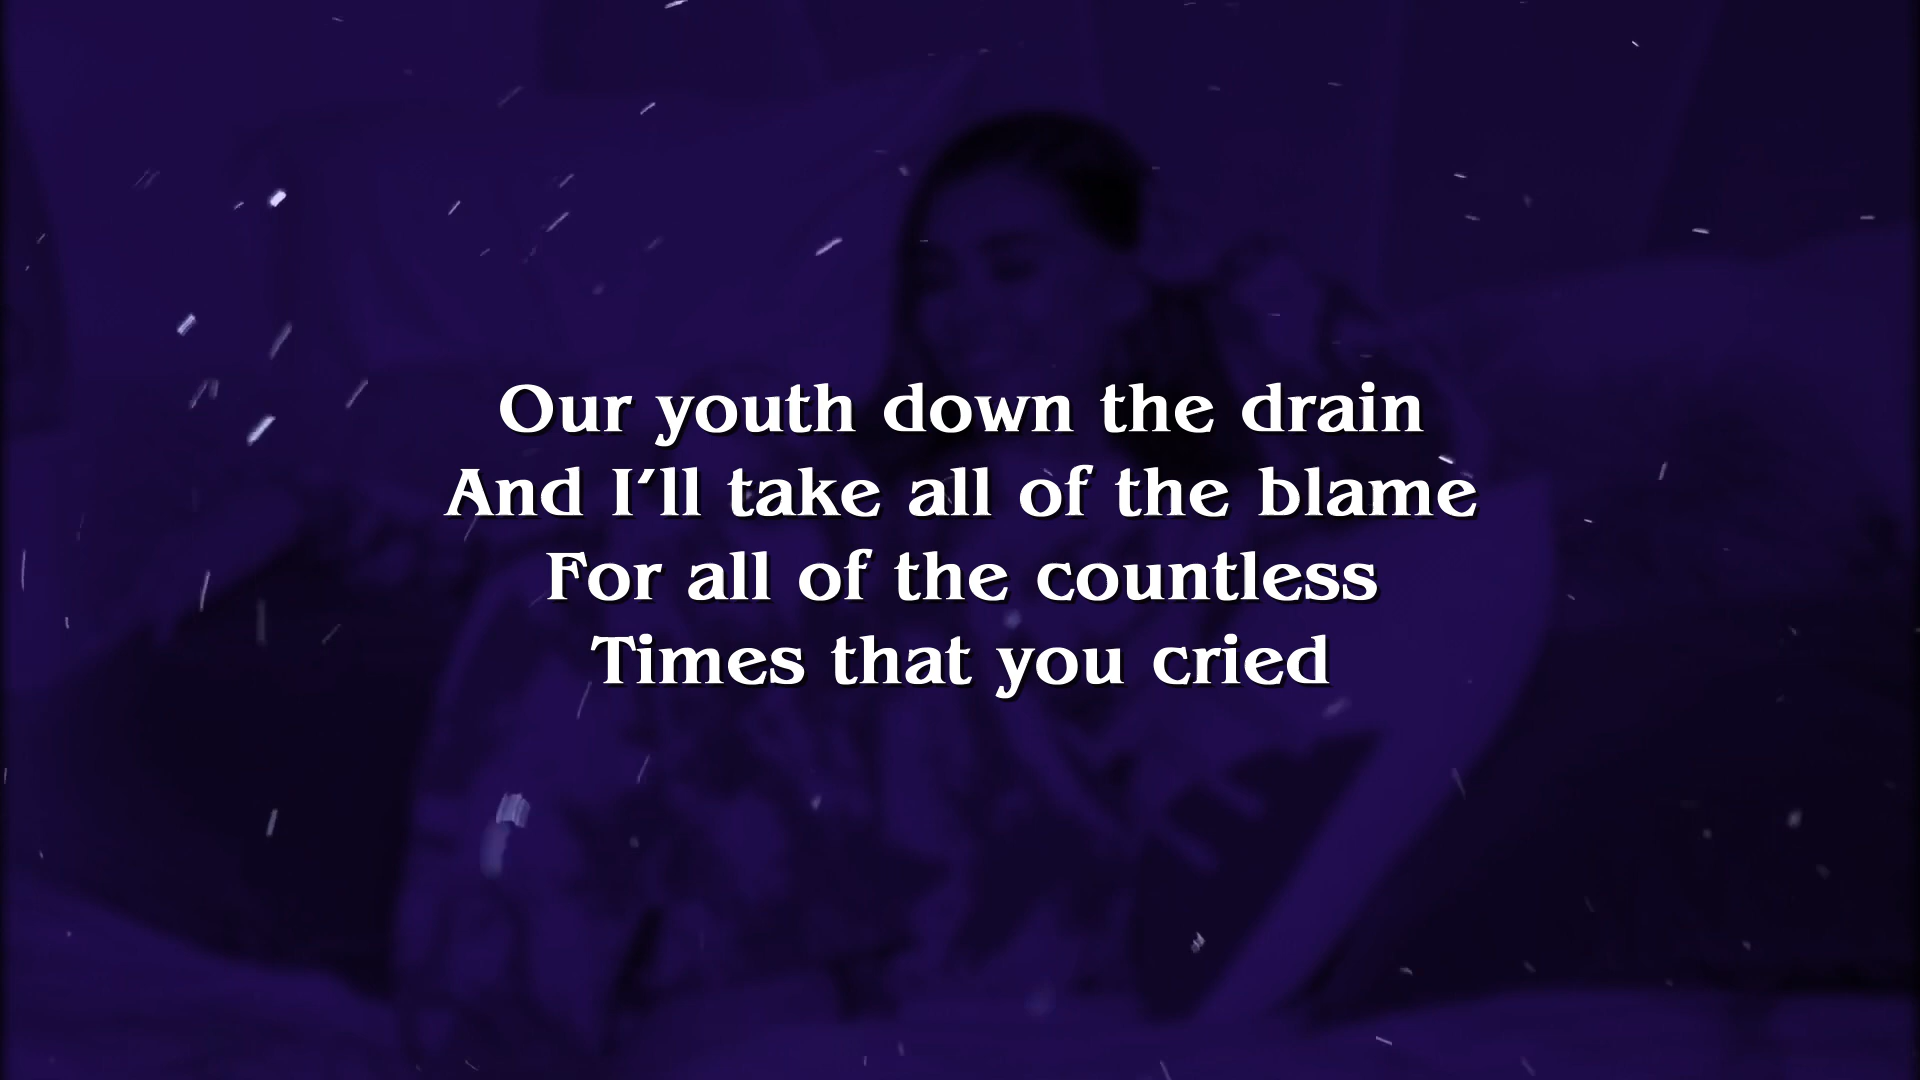 Our youth down the drain
And I'll take all of the blame
For all of the countless
Times that you cried